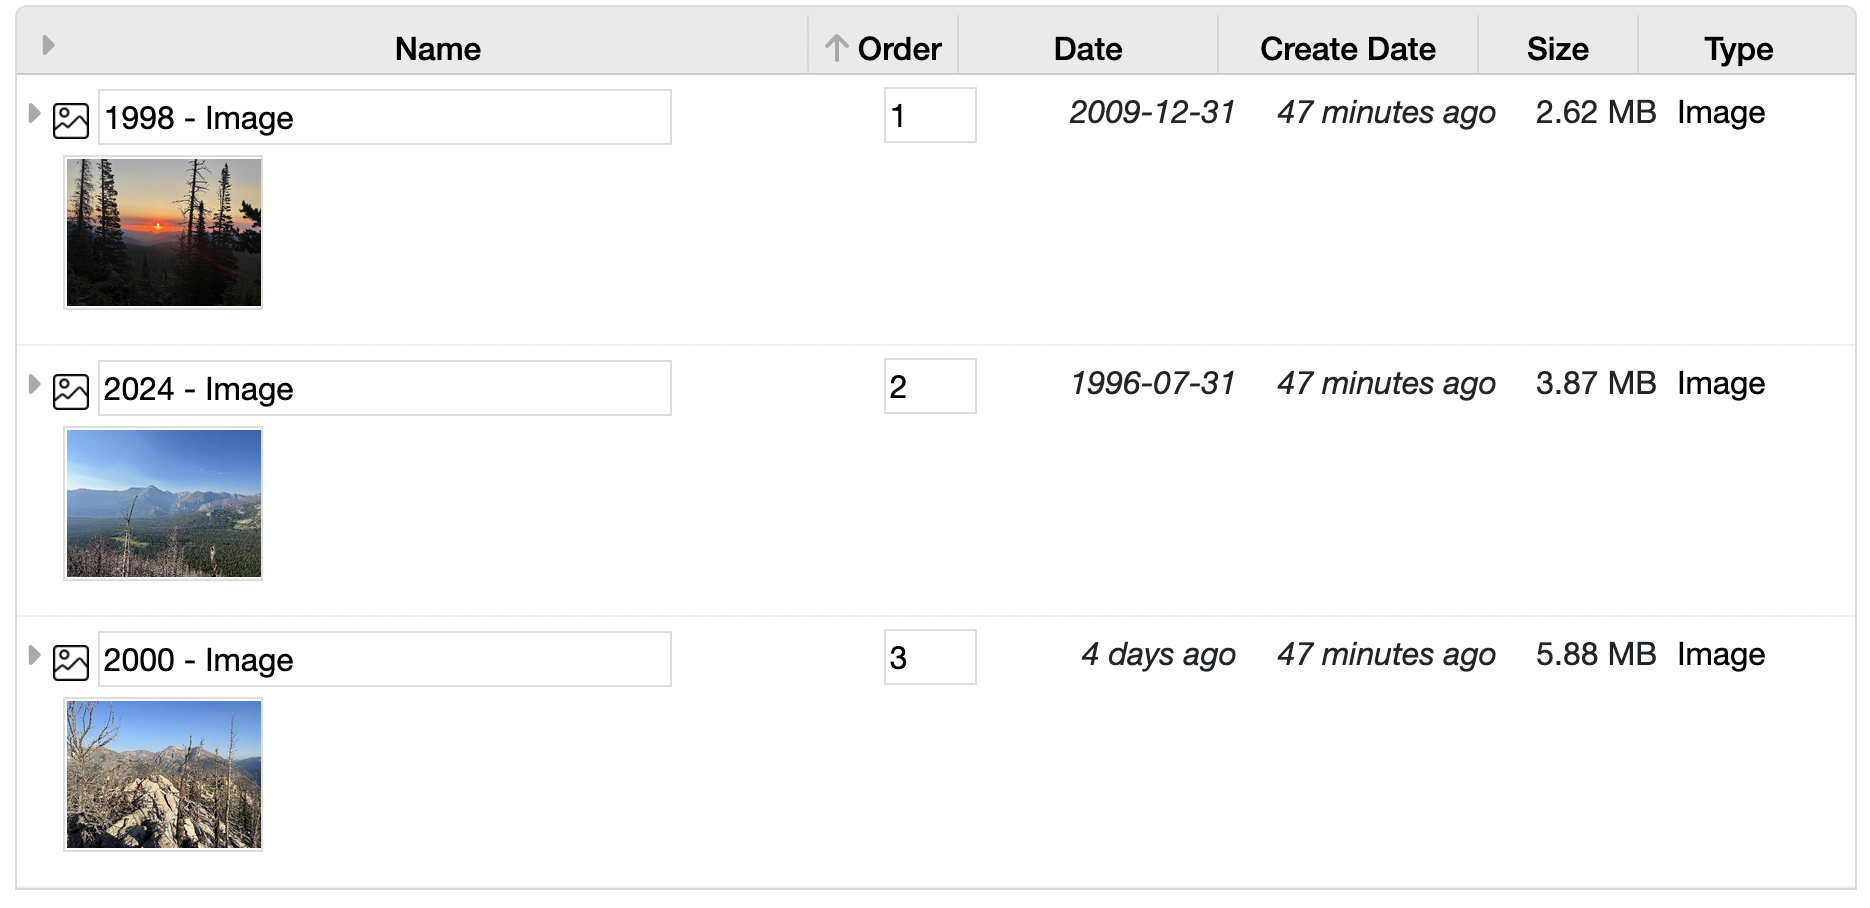 Name Order Date Create Date Size Type
1998 - Image 1 2009-12-31 47 minutes ago 2.62 MB Image
2024 - Image 2 1996-07-31 47 minutes ago 3.87 MB Image
2000 - Image 3 4 days ago 47 minutes ago 5.88 MB Image